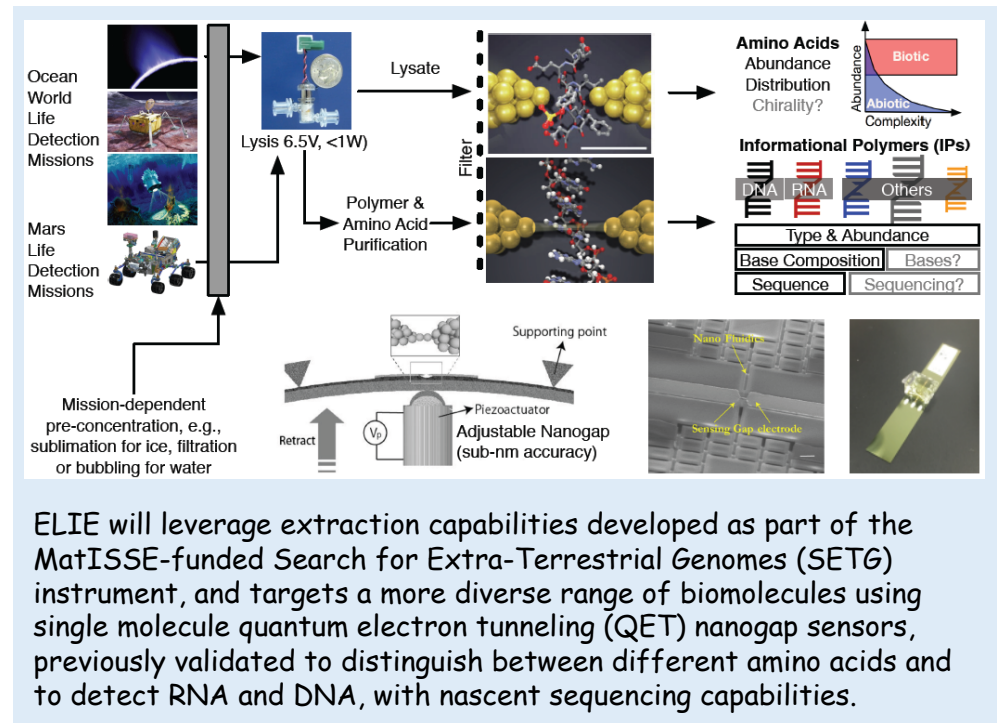 Ocean
World
Life
Detection
Missions
Mars
Life
Detection
Missions
Mission-dependent
pre-concentration, e.g.,
sublimation for ice, filtration
or bubbling for water
Lysis 6.5V, <1W)
Lysate
Polymer &
Amino Acid
Purification
Filter
Amino Acids
Abundance
Distribution
Chirality?
Abundance
Biotic
Abiotic
Complexity
Informational Polymers (IPs)
DNA RNA Others
Type & Abundance
Base Composition Bases?
Sequence Sequencing?
Supporting point
Retract
Vp
Piezoactuator
Adjustable Nanogap
(sub-nm accuracy)
Nano Fluidics
Sensing Gap electrode
ELIE will leverage extraction capabilities developed as part of the
MatISSE-funded Search for Extra-Terrestrial Genomes (SETG)
instrument, and targets a more diverse range of biomolecules using
single molecule quantum electron tunneling (QET) nanogap sensors,
previously validated to distinguish between different amino acids and
to detect RNA and DNA, with nascent sequencing capabilities.